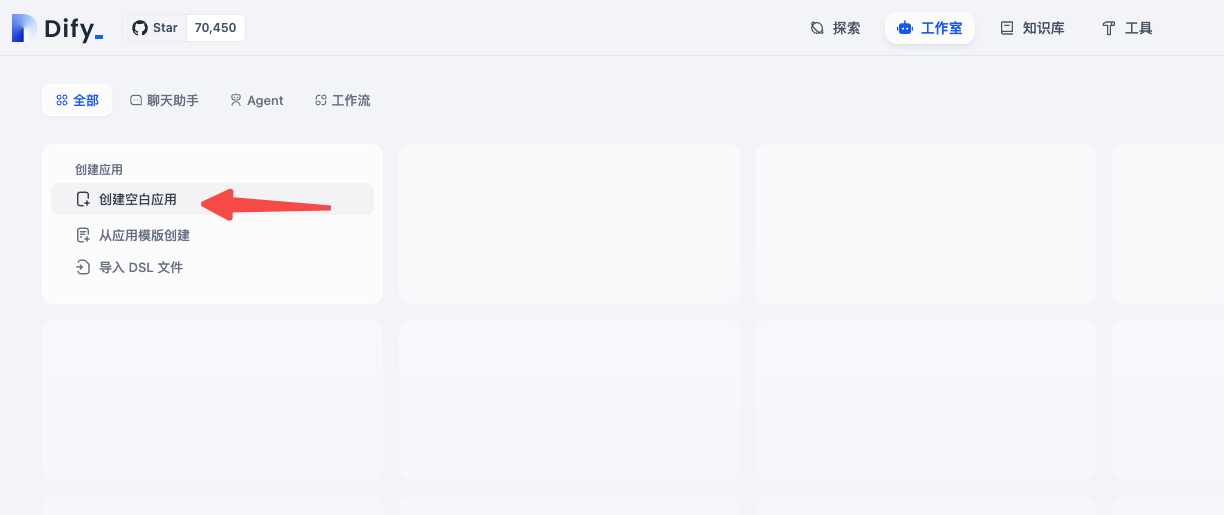 Dify_
Star 70,450
探索 工作室 知识库 工具
全部 聊天助手 Agent 工作流
创建应用
创建空白应用
从应用模版创建
导入 DSL 文件